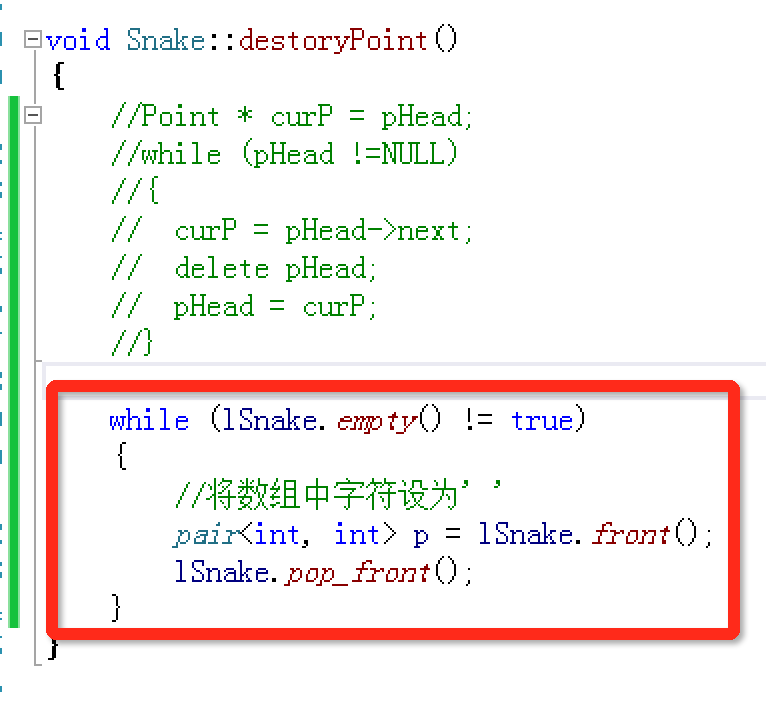 void Snake::destoryPoint()
{
//Point * curP = pHead;
//while (pHead !=NULL)
//{
//  curP = pHead->next;
//  delete pHead;
//  pHead = curP;
//}
while (lSnake.empty() != true)
{
//将数组中字符设为' '
pair<int, int> p = lSnake.front();
lSnake.pop_front();
}
}